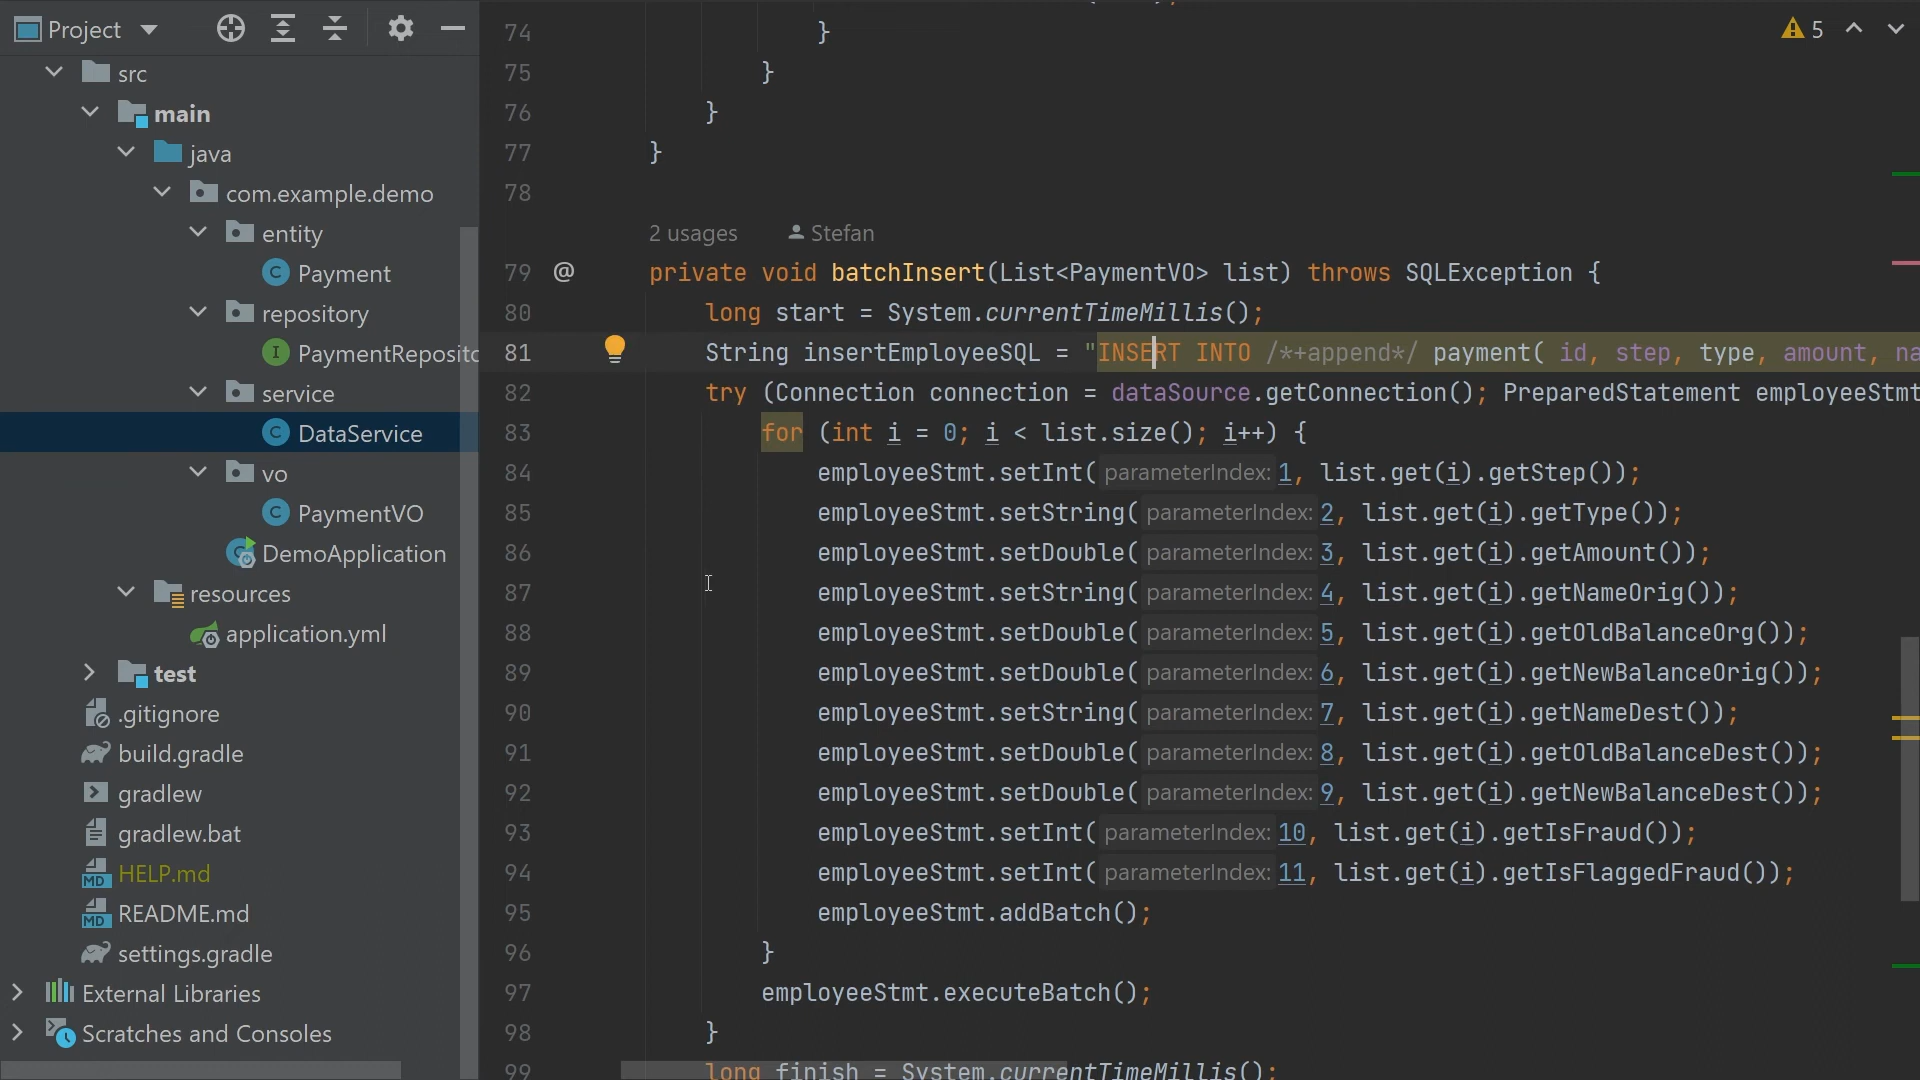 Project
src
main
java
com.example.demo
entity
Payment
repository
PaymentReposito
service
DataService
vo
PaymentVO
DemoApplication
resources
application.yml
test
.gitignore
build.gradle
gradlew
gradlew.bat
HELP.md
README.md
settings.gradle
External Libraries
Scratches and Consoles
5
74 }
75 }
76 }
77 }
78
2 usages Stefan
79 @ private void batchInsert(List<PaymentVO> list) throws SQLException {
80 long start = System.currentTimeMillis();
81 String insertEmployeeSQL = "INSERT INTO /*+append*/ payment( id, step, type, amount, na
82 try (Connection connection = dataSource.getConnection(); PreparedStatement employeeStmt
83 for (int i = 0; i < list.size(); i++) {
84 employeeStmt.setInt( parameterIndex: 1, list.get(i).getStep());
85 employeeStmt.setString( parameterIndex: 2, list.get(i).getType());
86 employeeStmt.setDouble( parameterIndex: 3, list.get(i).getAmount());
87 employeeStmt.setString( parameterIndex: 4, list.get(i).getNameOrig());
88 employeeStmt.setDouble( parameterIndex: 5, list.get(i).getOldBalanceOrg());
89 employeeStmt.setDouble( parameterIndex: 6, list.get(i).getNewBalanceOrig());
90 employeeStmt.setString( parameterIndex: 7, list.get(i).getNameDest());
91 employeeStmt.setDouble( parameterIndex: 8, list.get(i).getOldBalanceDest());
92 employeeStmt.setDouble( parameterIndex: 9, list.get(i).getNewBalanceDest());
93 employeeStmt.setInt( parameterIndex: 10, list.get(i).getIsFraud());
94 employeeStmt.setInt( parameterIndex: 11, list.get(i).getIsFlaggedFraud());
95 employeeStmt.addBatch();
96 }
97 employeeStmt.executeBatch();
98 }
99 long finish = System.currentTimeMillis();